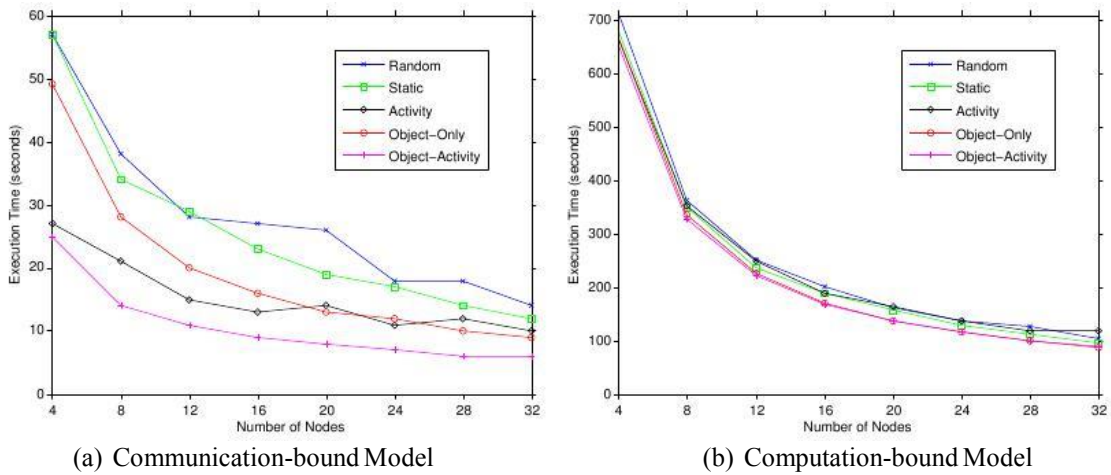 60
50
40
30
20
10
0
Execution Time (seconds)
4 8 12 16 20 24 28 32
Number of Nodes
Random
Static
Activity
Object-Only
Object-Activity
(a) Communication-bound Model
700
600
500
400
300
200
100
0
Execution Time (seconds)
4 8 12 16 20 24 28 32
Number of Nodes
Random
Static
Activity
Object-Only
Object-Activity
(b) Computation-bound Model